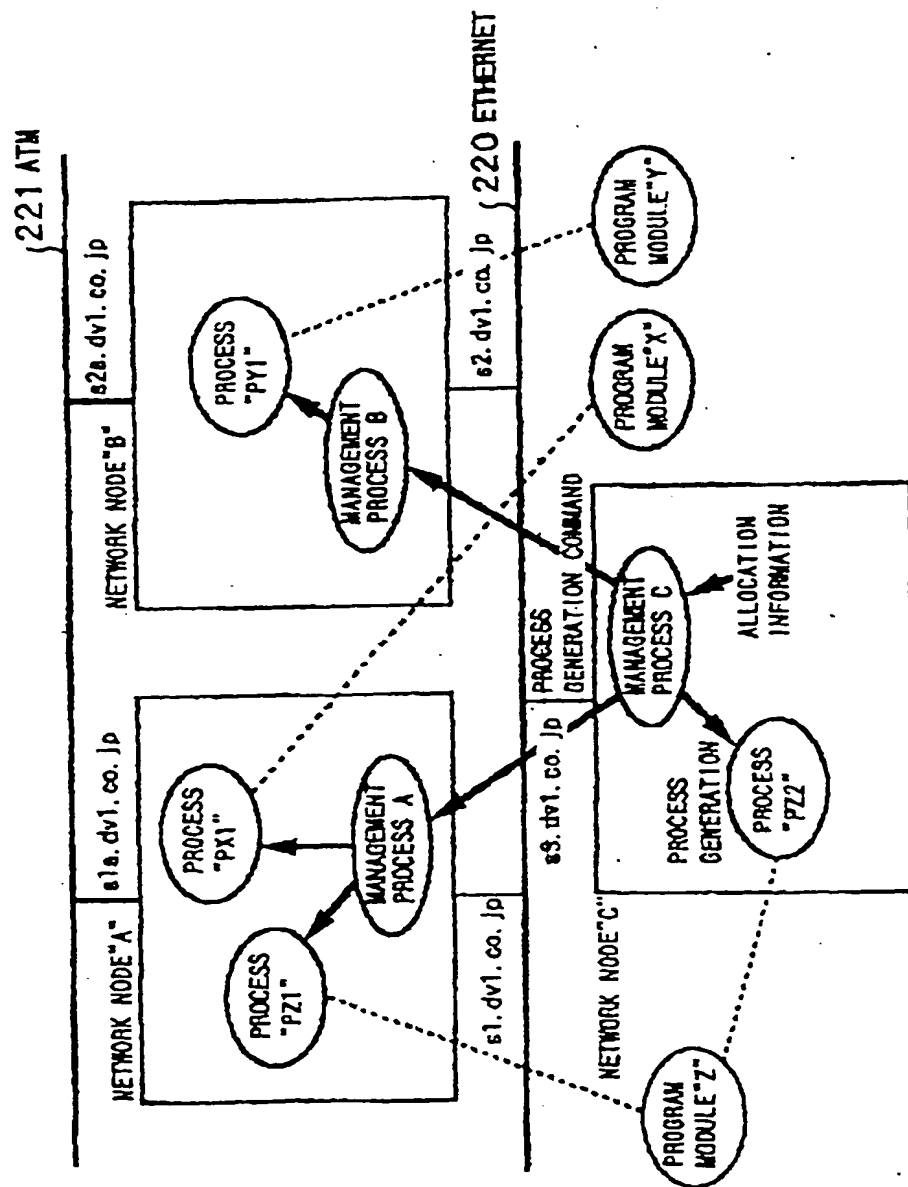 221 ATM
NETWORK NODE"A"
s1a. dv1. co. jp
NETWORK NODE"B"
s2a. dv1. co. jp
PROCESS
"PZ1"
PROCESS
"PX1"
MANAGEMENT
PROCESS A
PROCESS
"PY1"
MANAGEMENT
PROCESS B
s1. dv1. co. jp
s2. dv1. co. jp
220 ETHERNET
s3. dv1. co. jp
PROCESS
GENERATION COMMAND
NETWORK NODE"C"
PROCESS
GENERATION
MANAGEMENT
PROCESS C
PROCESS
"PZ2"
ALLOCATION
INFORMATION
PROGRAM
MODULE"Z"
PROGRAM
MODULE"X"
PROGRAM
MODULE"Y"